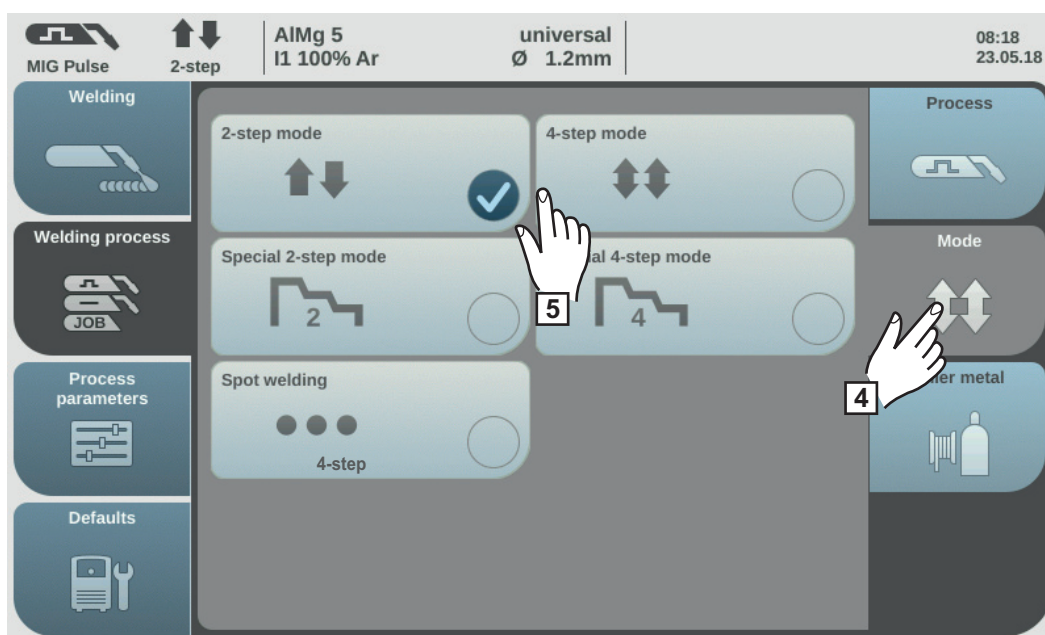 MIG Pulse
2-step
AlMg 5
I1 100% Ar
universal
Ø 1.2mm
08:18
23.05.18
Welding
Welding process
JOB
Process
parameters
Defaults
2-step mode
4-step mode
Special 2-step mode
2
4-step mode
4
Spot welding
4-step
Process
Mode
metal
5
4